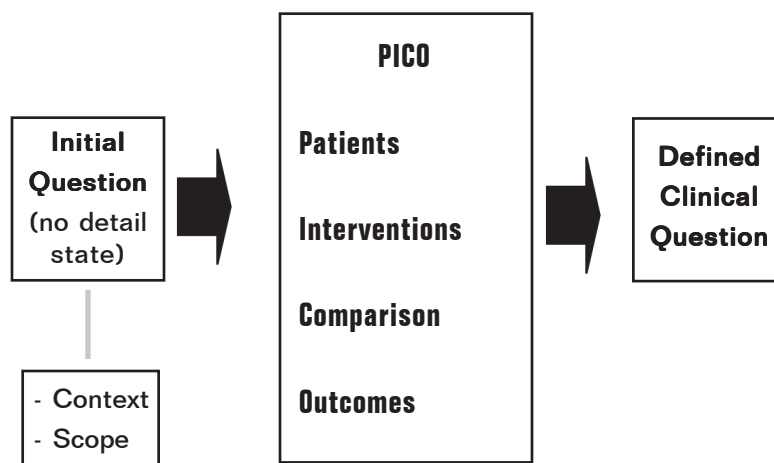 Initial
Question
(no detail
state)
- Context
- Scope
PICO
Patients
Interventions
Comparison
Outcomes
Defined
Clinical
Question